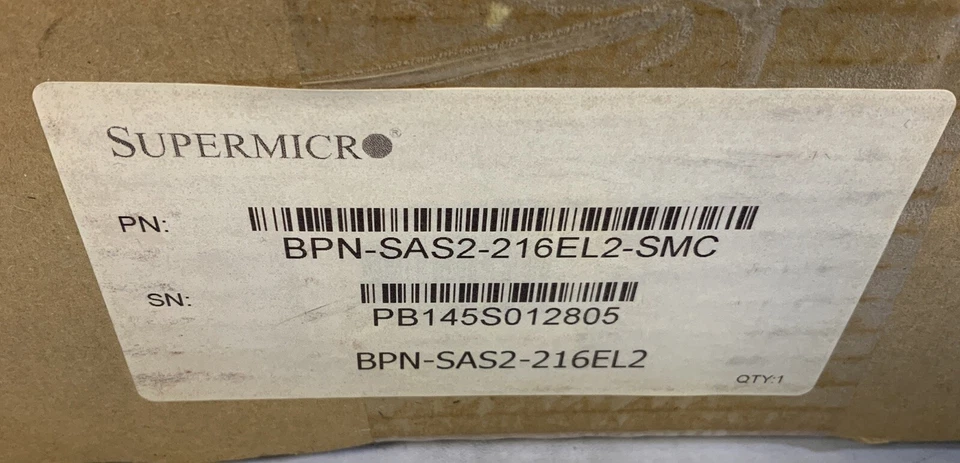 SUPERMICRO®
PN:
BPN-SAS2-216EL2-SMC
SN:
PB145S012805
BPN-SAS2-216EL2
QTY:1